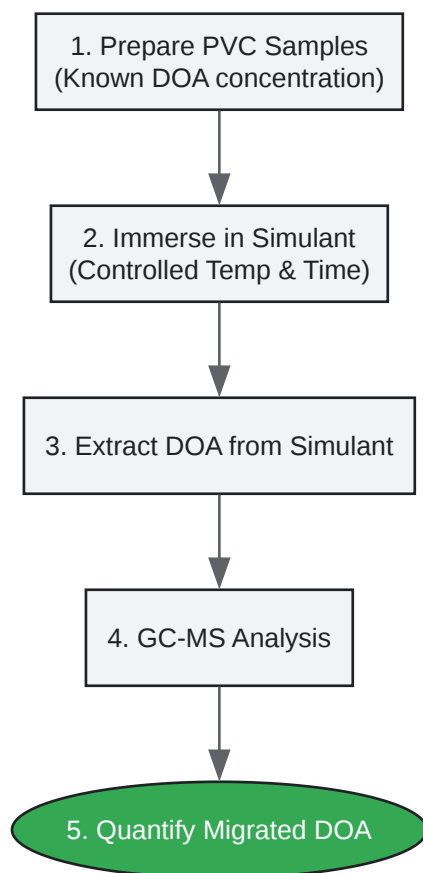 1. Prepare PVC Samples
(Known DOA concentration)
2. Immerse in Simulant
(Controlled Temp & Time)
3. Extract DOA from Simulant
4. GC-MS Analysis
5. Quantify Migrated DOA